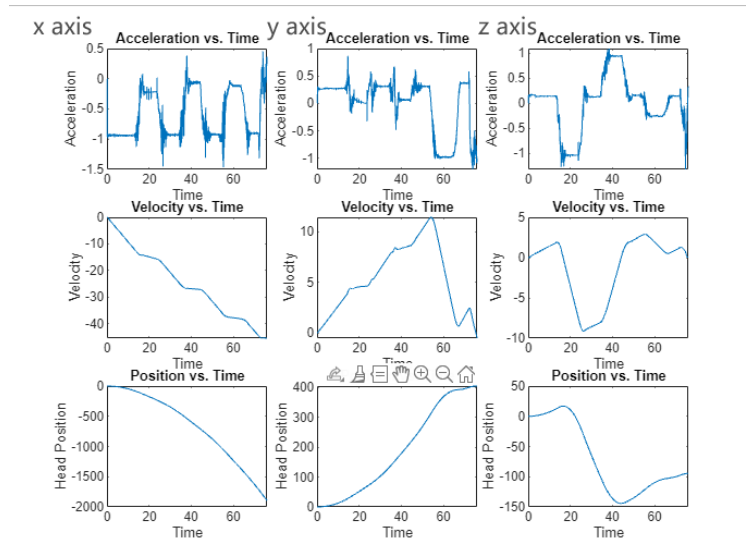 x axis
y axis
z axis
Acceleration vs. Time
Acceleration vs. Time
Acceleration vs. Time
Acceleration
0.5
0
-0.5
-1
-1.5
0
20
40
60
Time
Acceleration
1
0.5
0
-0.5
-1
0
20
40
60
Time
Acceleration
1
0.5
0
-0.5
-1
0
20
40
60
Time
Velocity vs. Time
Velocity vs. Time
Velocity vs. Time
Velocity
0
-10
-20
-30
-40
0
20
40
60
Time
Velocity
10
5
0
0
20
40
60
Time
Velocity
5
0
-5
-10
0
20
40
60
Time
Position vs. Time
Position vs. Time
Head Position
0
-500
-1000
-1500
-2000
0
20
40
60
Time
Head Position
400
300
200
100
0
0
20
40
60
Time
Head Position
50
0
-50
-100
-150
0
20
40
60
Time